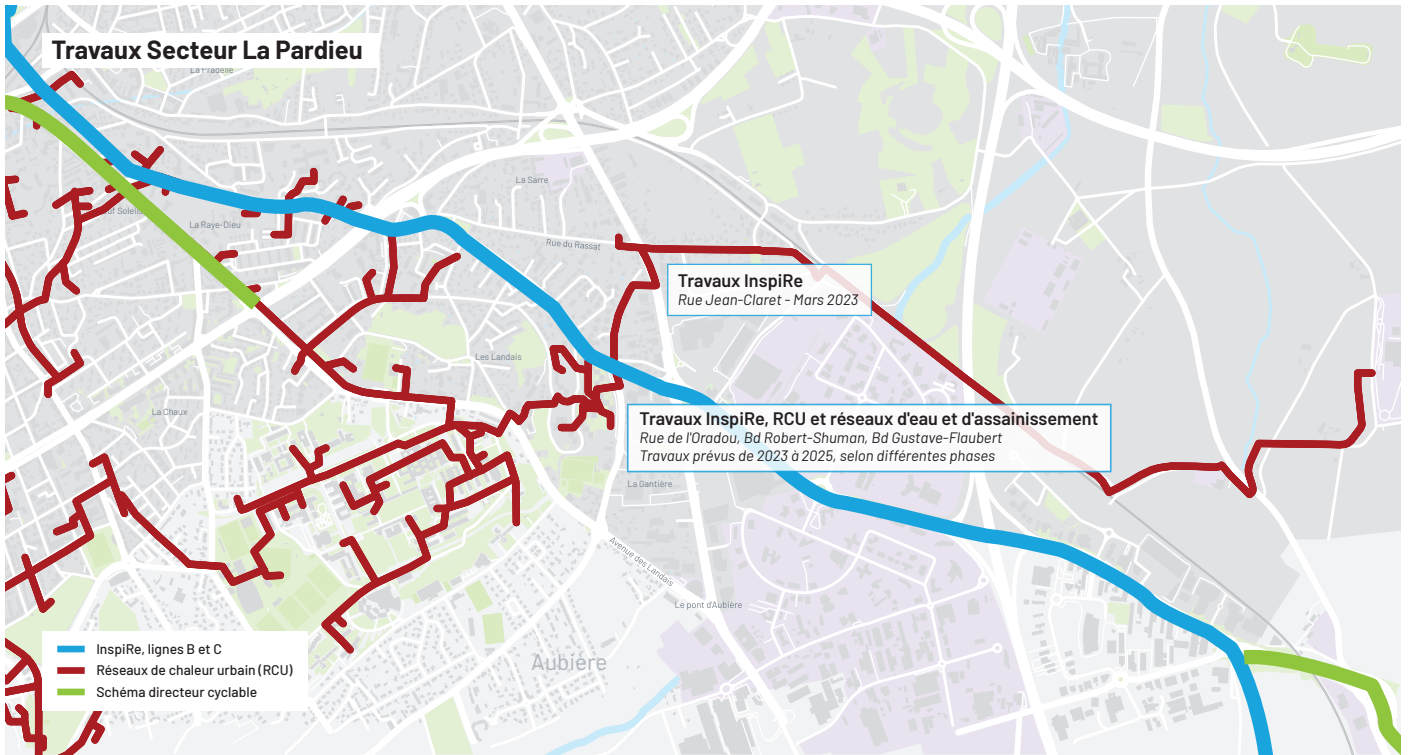 Travaux Secteur La Pardieu
La Pradelle
La Sarre
La Raye-Dieu
Rue du Rassat
Travaux InspiRe
Rue Jean-Claret - Mars 2023
Les Landais
La Chaux
Travaux InspiRe, RCU et réseaux d'eau et d'assainissement
Rue de l'Oradou, Bd Robert-Shuman, Bd Gustave-Flaubert
Travaux prévus de 2023 à 2025, selon différentes phases
La Gantière
Avenue des Landais
Le pont d'Aubière
Aubière
InspiRe, lignes B et C
Réseaux de chaleur urbain (RCU)
Schéma directeur cyclable